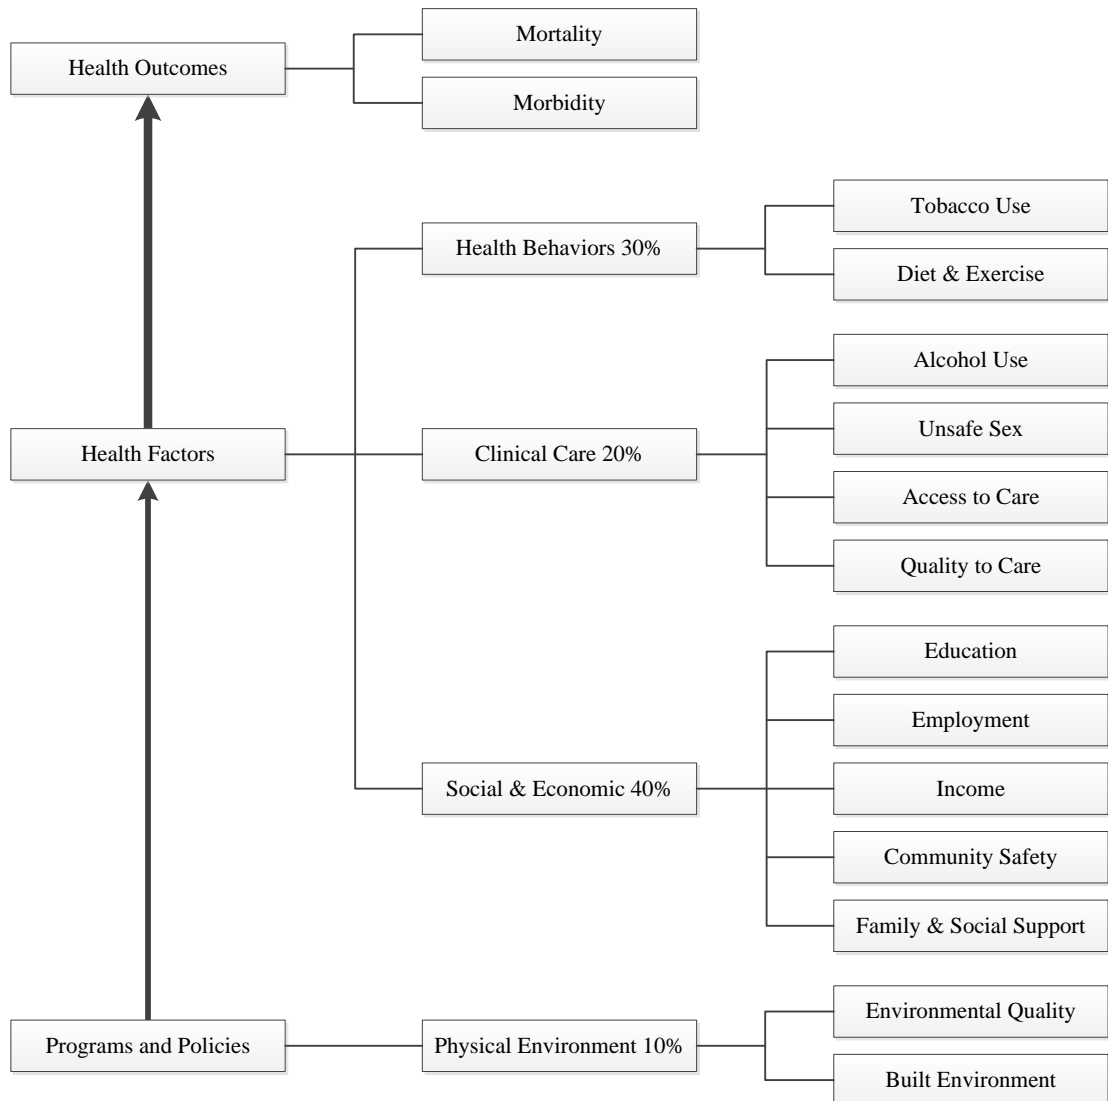 Health Outcomes
Mortality
Morbidity
Health Factors
Health Behaviors 30%
Tobacco Use
Diet & Exercise
Clinical Care 20%
Alcohol Use
Unsafe Sex
Access to Care
Quality to Care
Social & Economic 40%
Education
Employment
Income
Community Safety
Family & Social Support
Programs and Policies
Physical Environment 10%
Environmental Quality
Built Environment